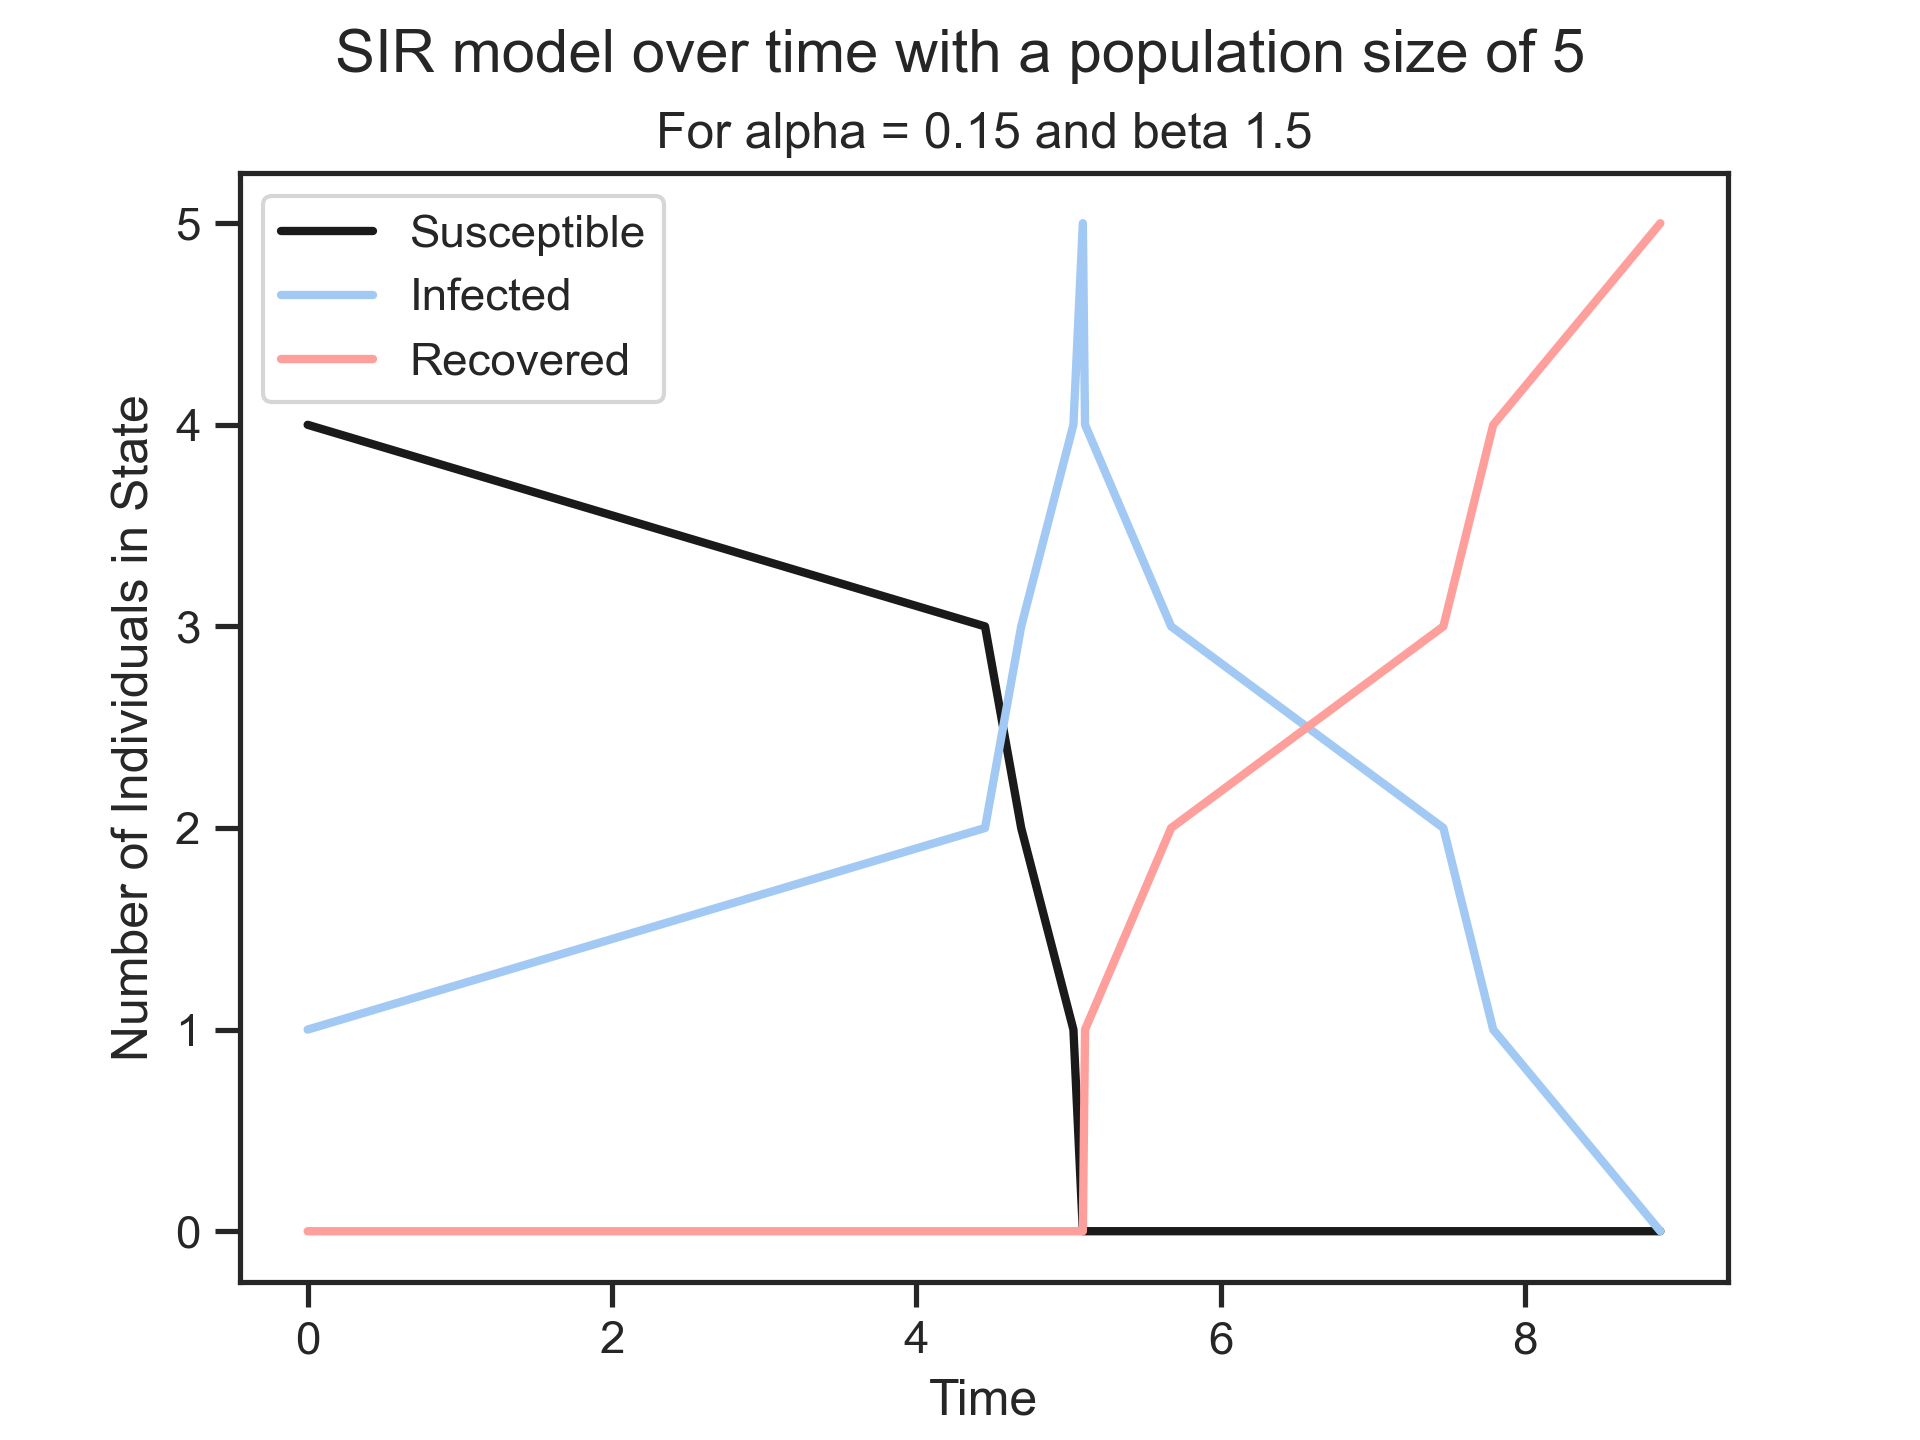 SIR model over time with a population size of 5
For alpha = 0.15 and beta 1.5
Susceptible
Infected
Recovered
Number of Individuals in State
5
4
3
2
1
0
0 2 4 6 8
Time